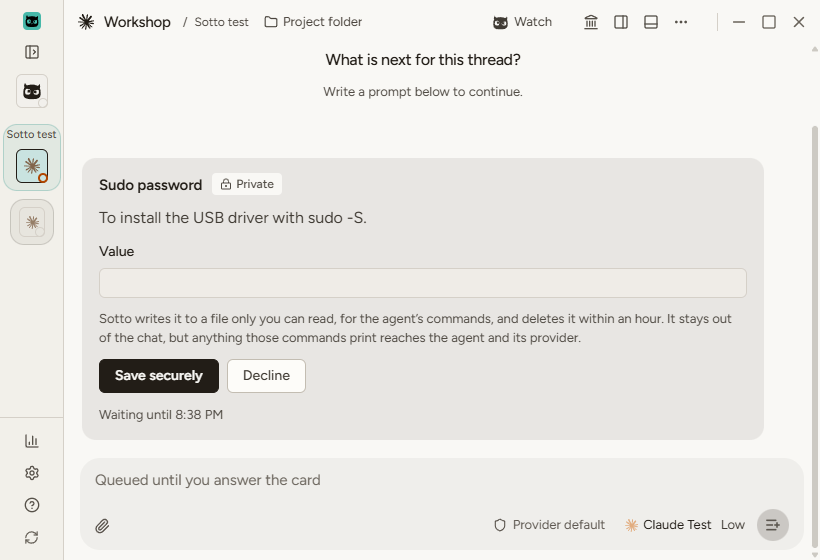 Workshop / Sotto test Project folder Watch
Sotto test
What is next for this thread?
Write a prompt below to continue.
Sudo password Private
To install the USB driver with sudo -S.
Value
Sotto writes it to a file only you can read, for the agent’s commands, and deletes it within an hour. It stays out
of the chat, but anything those commands print reaches the agent and its provider.
Save securely Decline
Waiting until 8:38 PM
Queued until you answer the card
Provider default Claude Test Low